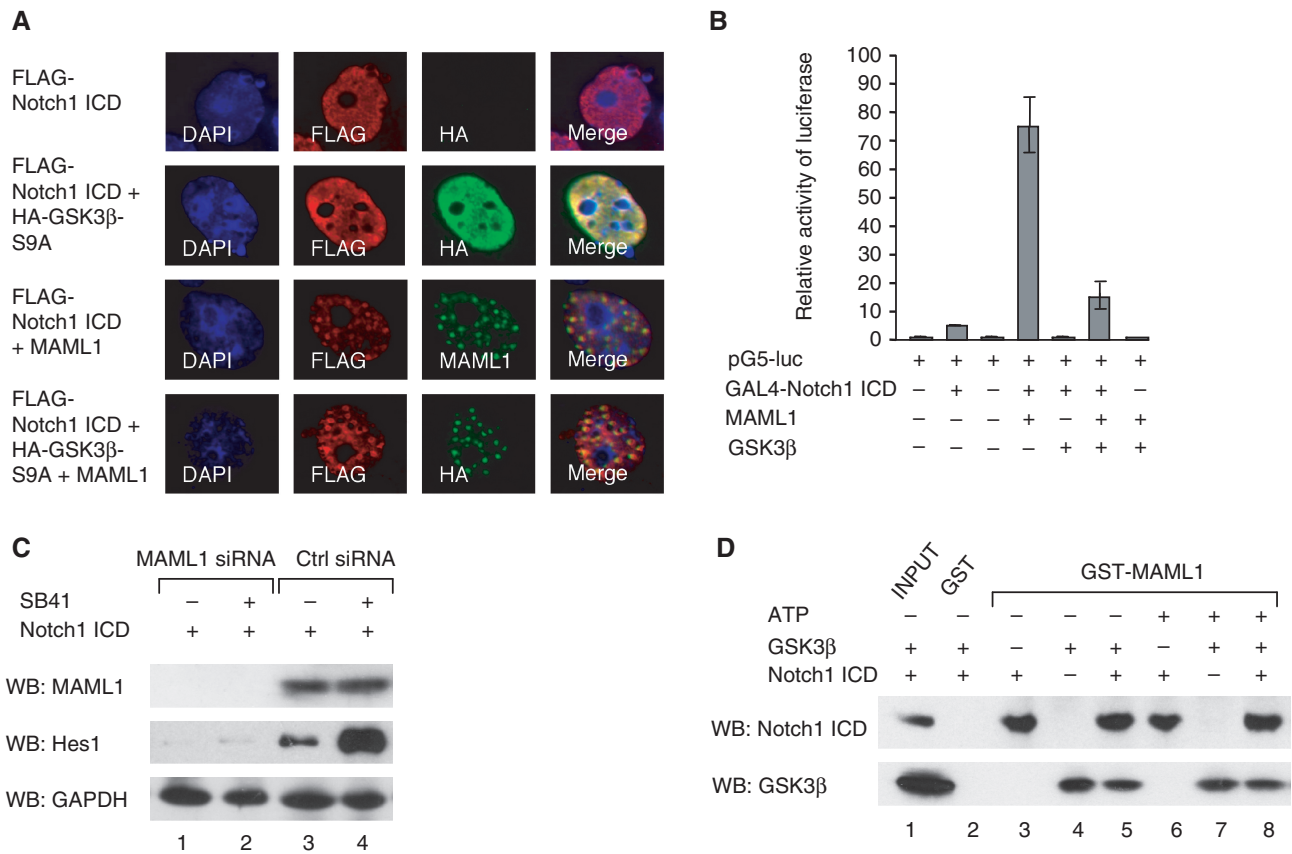 A
FLAG-
Notch1 ICD
DAPI FLAG HA Merge
FLAG-
Notch1 ICD +
HA-GSK3β-
S9A
DAPI FLAG HA Merge
FLAG-
Notch1 ICD
+ MAML1
DAPI FLAG MAML1 Merge
FLAG-
Notch1 ICD +
HA-GSK3β-
S9A + MAML1
DAPI FLAG HA Merge
B
Relative activity of luciferase
100
90
80
70
60
50
40
30
20
10
0
pG5-luc + + + + + + +
GAL4-Notch1 ICD – + – + + + –
MAML1 – – – + – + +
GSK3β – – – – + + +
C
MAML1 siRNA Ctrl siRNA
SB41 – + – +
Notch1 ICD + + + +
WB: MAML1
WB: Hes1
WB: GAPDH
1 2 3 4
D
INPUT GST GST-MAML1
ATP – – – – – + + +
GSK3β + + – + + – + +
Notch1 ICD + + + – + + – +
WB: Notch1 ICD
WB: GSK3β
1 2 3 4 5 6 7 8